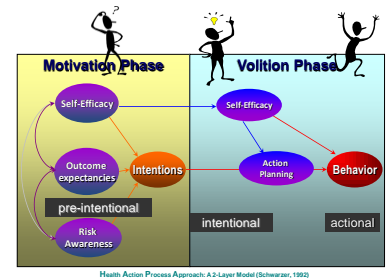 ?
Motivation Phase
Volition Phase
Self-Efficacy
Self-Efficacy
Outcome
expectancies
Intentions
Action
Planning
Behavior
pre-intentional
intentional
actional
Risk
Awareness
Health Action Process Approach: A 2-Layer Model (Schwarzer, 1992)